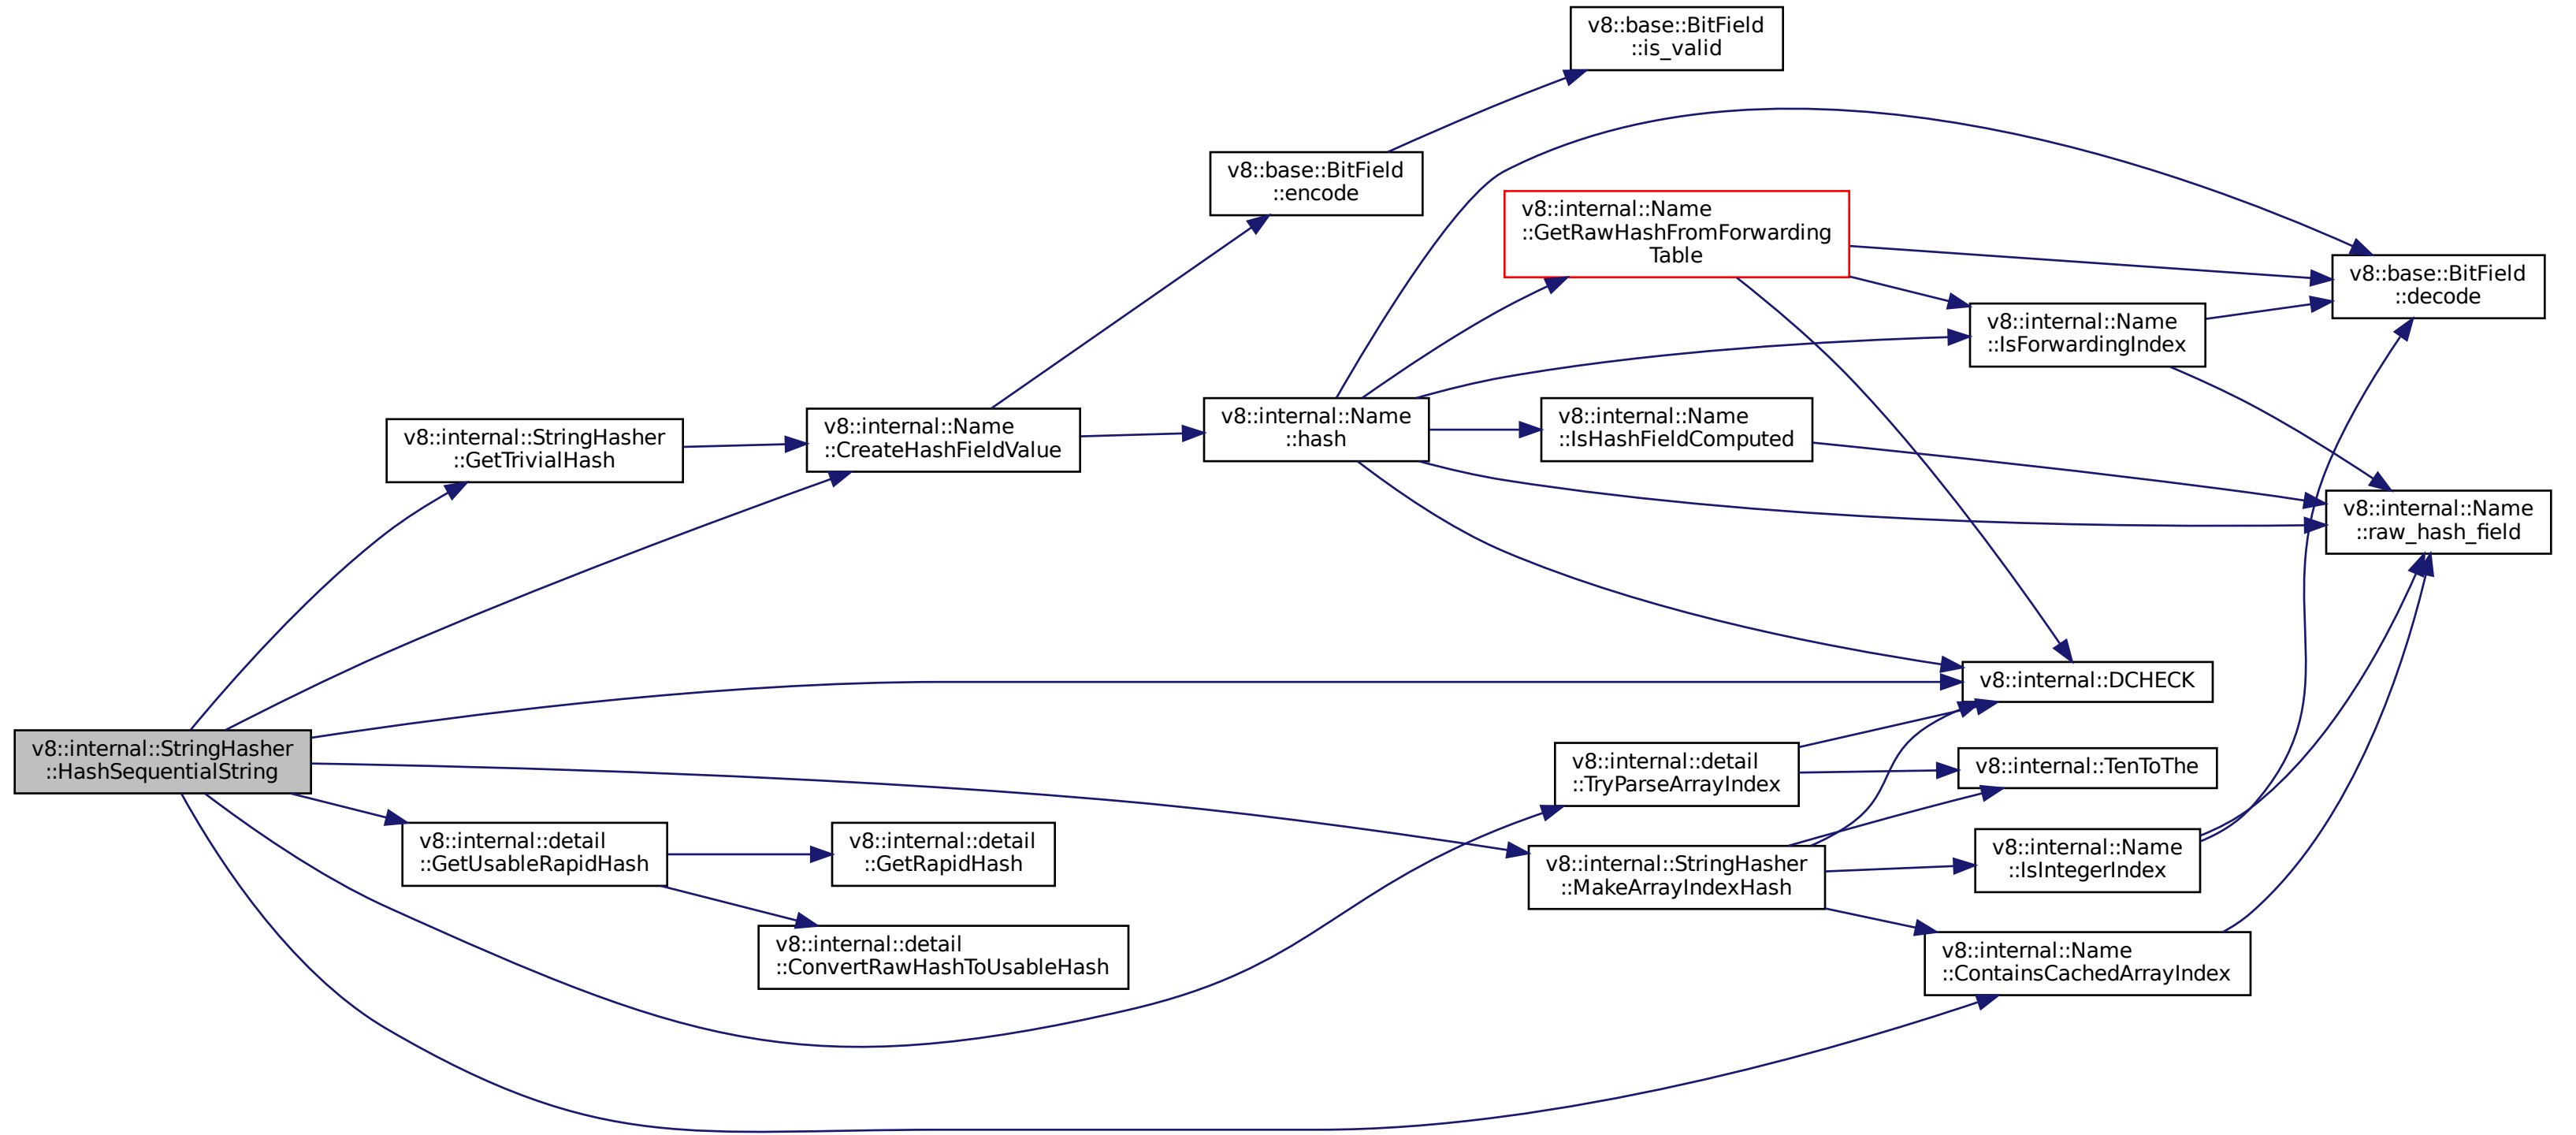 v8::base::BitField
::is_valid
v8::base::BitField
::encode
v8::internal::Name
::GetRawHashFromForwarding
Table
v8::base::BitField
::decode
v8::internal::Name
::IsForwardingIndex
v8::internal::StringHasher
::GetTrivialHash
v8::internal::Name
::CreateHashFieldValue
v8::internal::Name
::hash
v8::internal::Name
::IsHashFieldComputed
v8::internal::Name
::raw_hash_field
v8::internal::DCHECK
v8::internal::StringHasher
::HashSequentialString
v8::internal::detail
::TryParseArrayIndex
v8::internal::TenToThe
v8::internal::detail
::GetUsableRapidHash
v8::internal::detail
::GetRapidHash
v8::internal::StringHasher
::MakeArrayIndexHash
v8::internal::Name
::IsIntegerIndex
v8::internal::detail
::ConvertRawHashToUsableHash
v8::internal::Name
::ContainsCachedArrayIndex